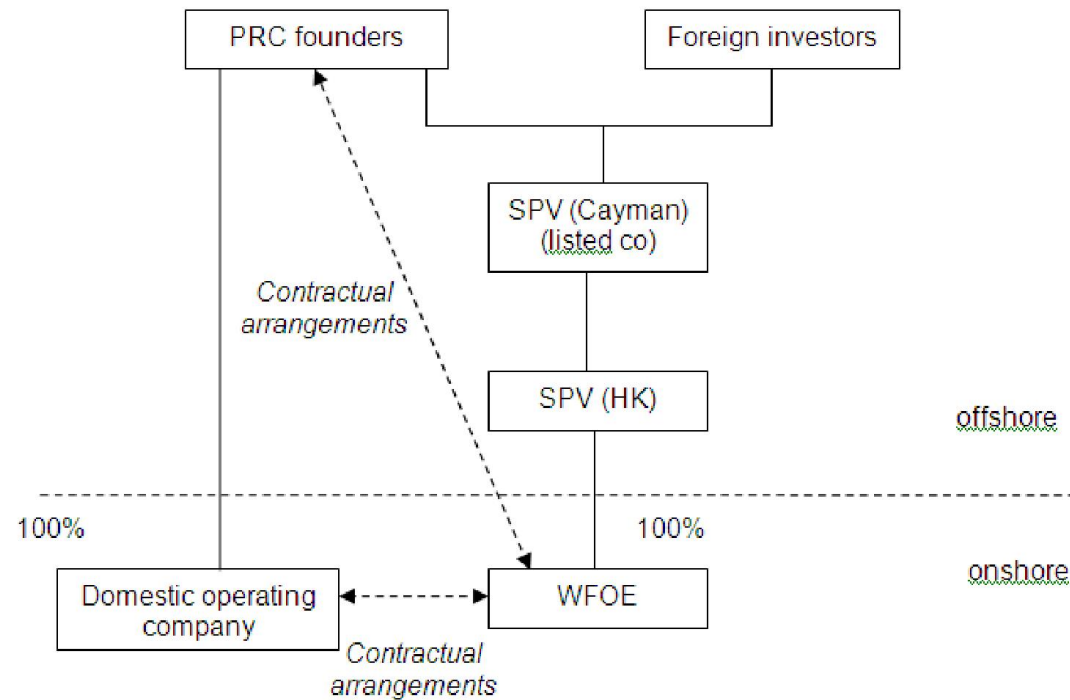 PRC founders
Foreign investors
SPV (Cayman)
(listed co)
Contractual
arrangements
SPV (HK)
offshore
100%
100%
onshore
Domestic operating
company
WFOE
Contractual
arrangements